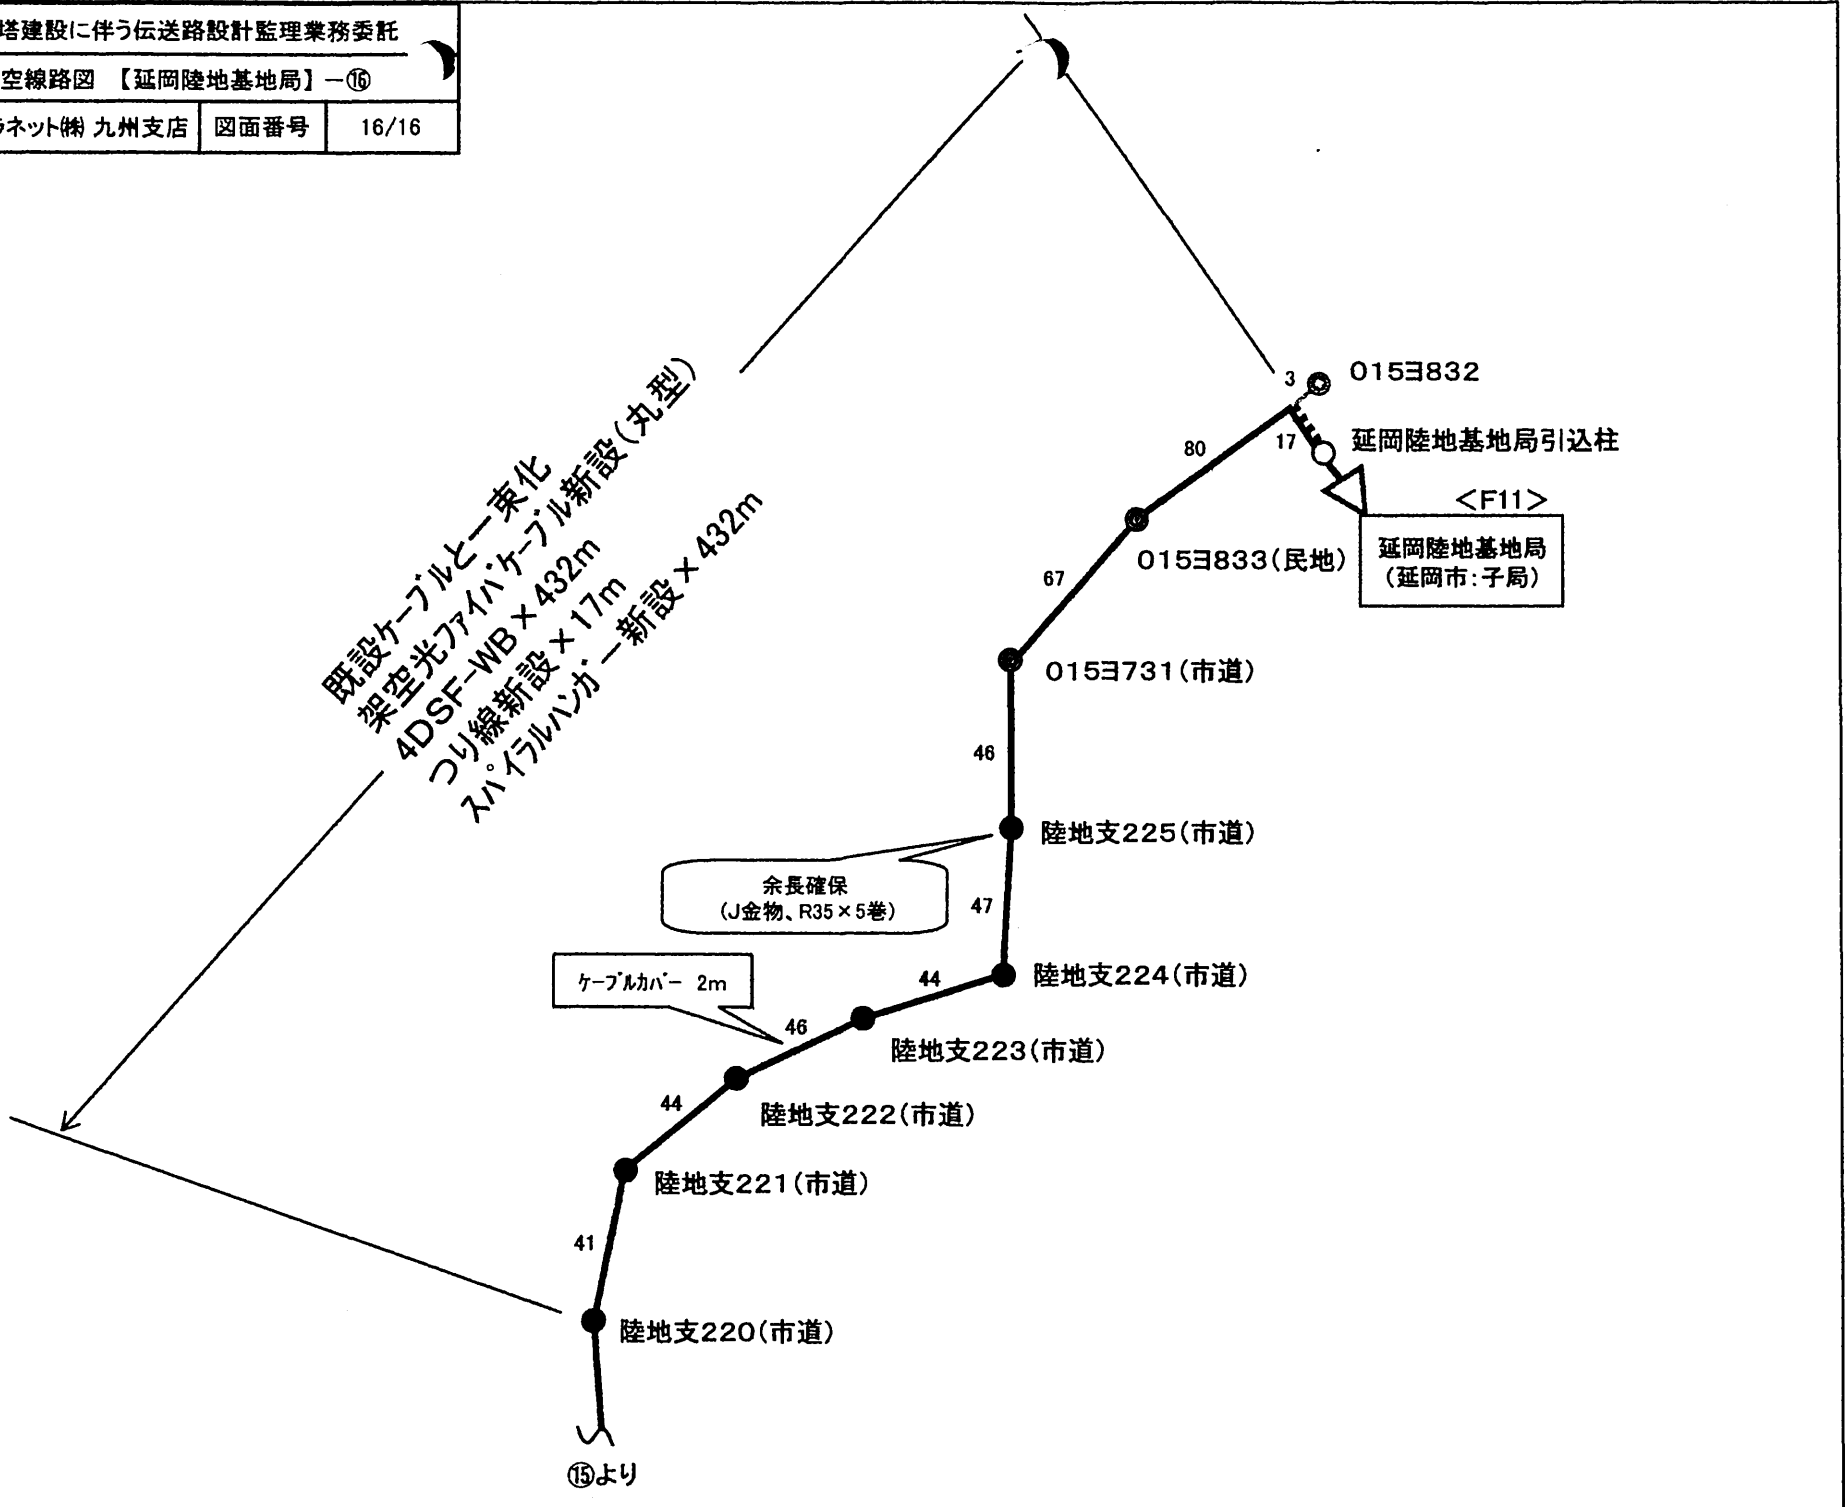 塔建設に伴う伝送路設計監理業務委託
空線路図 【延岡陸地基地局】－⑯
ネット㈱ 九州支店 図面番号 16/16
既設ケーブルと一束化
架空光ファイバケーブル新設(丸型)
4DSF-WB×432m
つり線新設×17m
スパイラルハンガー新設×432m
3
015ヨ832
17
延岡陸地基地局引込柱
80
<F11>
延岡陸地基地局
(延岡市:子局)
015ヨ833(民地)
67
015ヨ731(市道)
46
陸地支225(市道)
余長確保
(J金物、R35×5巻)
47
陸地支224(市道)
44
ケーブルカバー 2m
46
陸地支223(市道)
44
陸地支222(市道)
陸地支221(市道)
41
陸地支220(市道)
⑮より